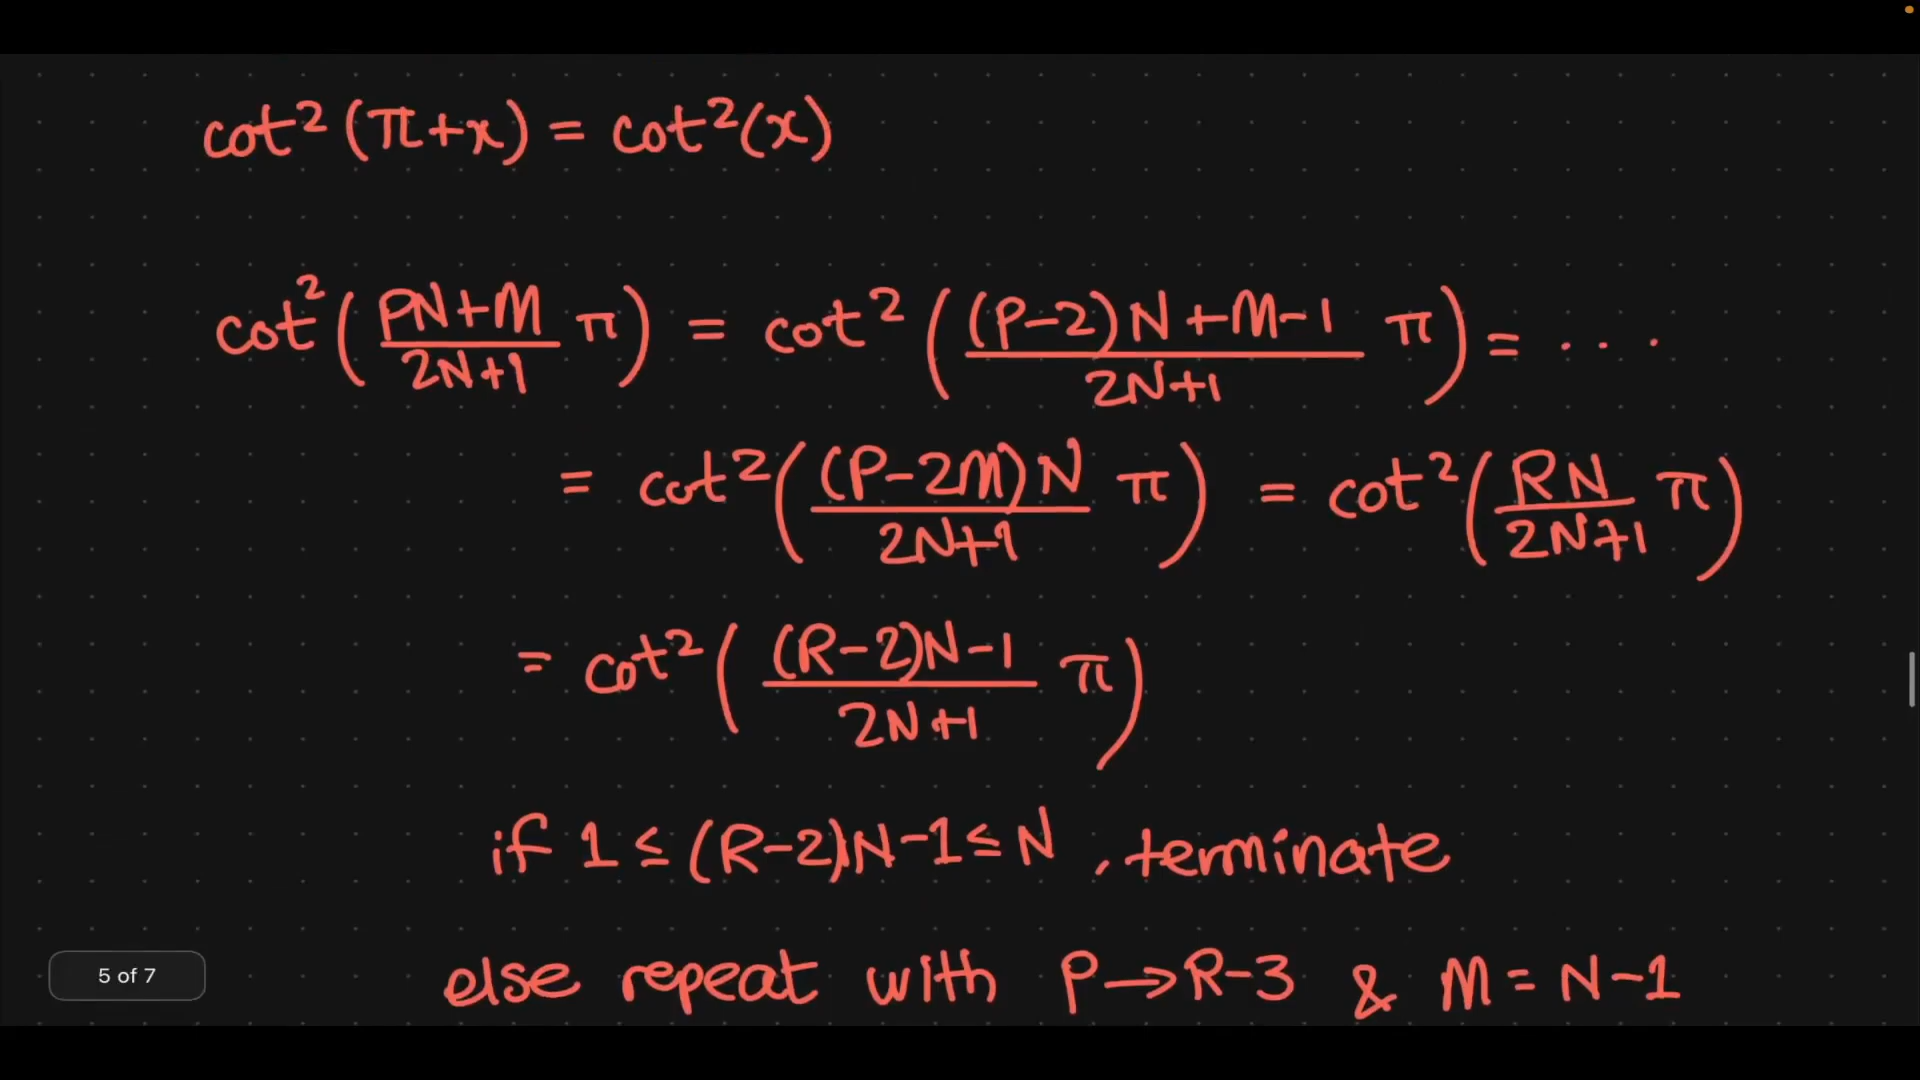 cot²(π+x) = cot²(x)
cot²((PN+M)/(2N+1) π) = cot²(((P-2)N+M-1)/(2N+1) π) = ....
= cot²(((P-2M)N)/(2N+1) π) = cot²((RN)/(2N+1) π)
= cot²(((R-2)N-1)/(2N+1) π)
if 1 ≤ (R-2)N-1 ≤ N , terminate
else repeat with P→R-3 & M = N-1
5 of 7